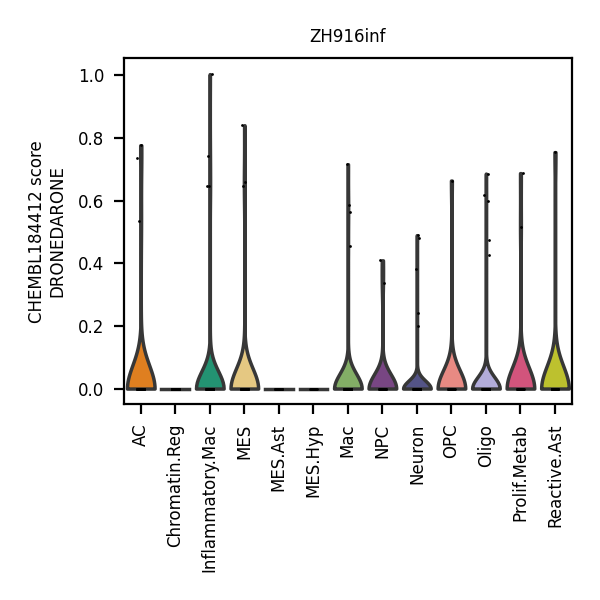 ZH916inf
CHEMBL184412 score
DRONEDARONE
1.0
0.8
0.6
0.4
0.2
0.0
AC
Chromatin.Reg
Inflammatory.Mac
MES
MES.Ast
MES.Hyp
Mac
NPC
Neuron
OPC
Oligo
Prolif.Metab
Reactive.Ast